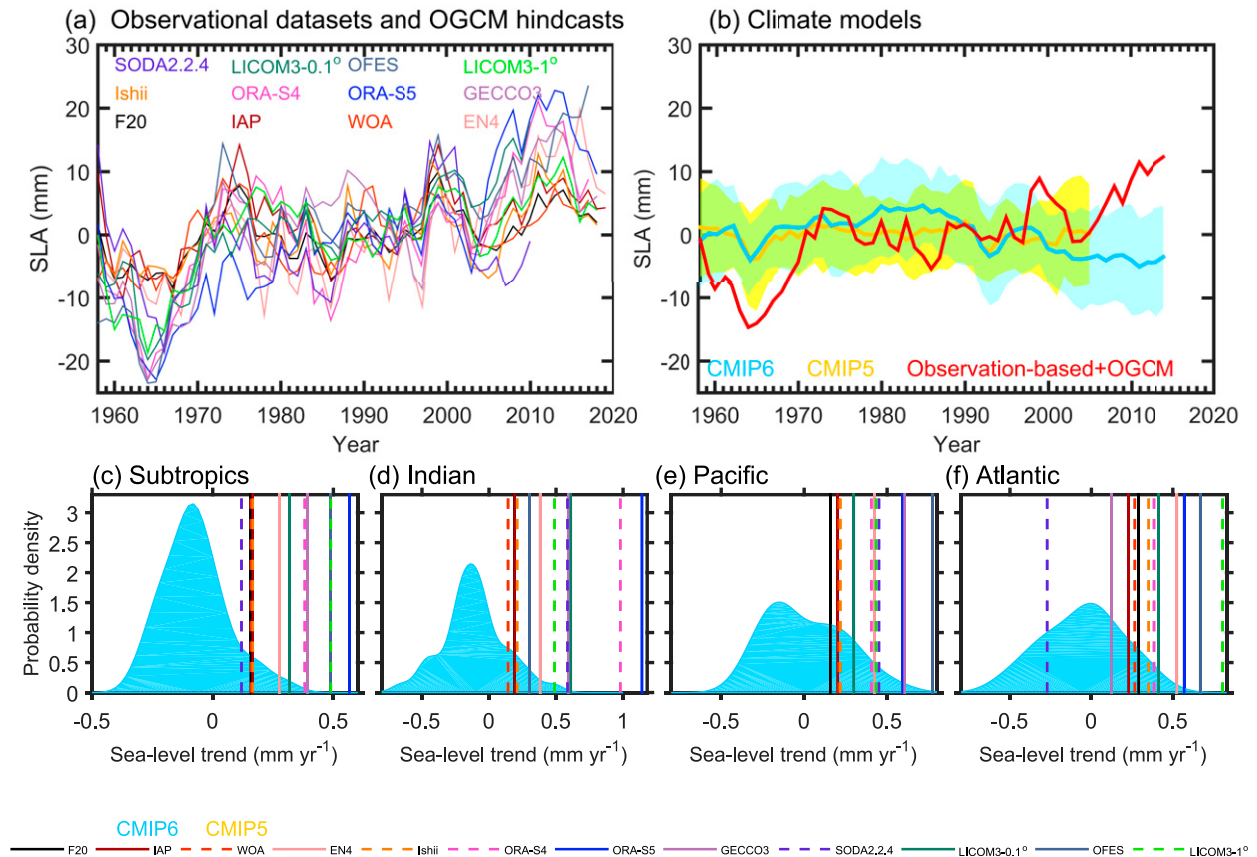 (a) Observational datasets and OGCM hindcasts
(b) Climate models
30
20
10
0
-10
-20
SLA (mm)
SODA2.2.4 LICOM3-0.1° OFES LICOM3-1°
Ishii ORA-S4 ORA-S5 GECCO3
F20 IAP WOA EN4
1960 1970 1980 1990 2000 2010 2020
Year
30
20
10
0
-10
-20
SLA (mm)
CMIP6 CMIP5 Observation-based+OGCM
1960 1970 1980 1990 2000 2010 2020
Year
(c) Subtropics
(d) Indian
(e) Pacific
(f) Atlantic
Probability density
3
2.5
2
1.5
1
0.5
0
-0.5 0 0.5
Sea-level trend (mm yr-1)
-0.5 0 0.5 1
Sea-level trend (mm yr-1)
-0.5 0 0.5
Sea-level trend (mm yr-1)
-0.5 0 0.5
Sea-level trend (mm yr-1)
CMIP6 CMIP5
F20 IAP WOA EN4 Ishii ORA-S4 ORA-S5 GECCO3 SODA2.2.4 LICOM3-0.1° OFES LICOM3-1°